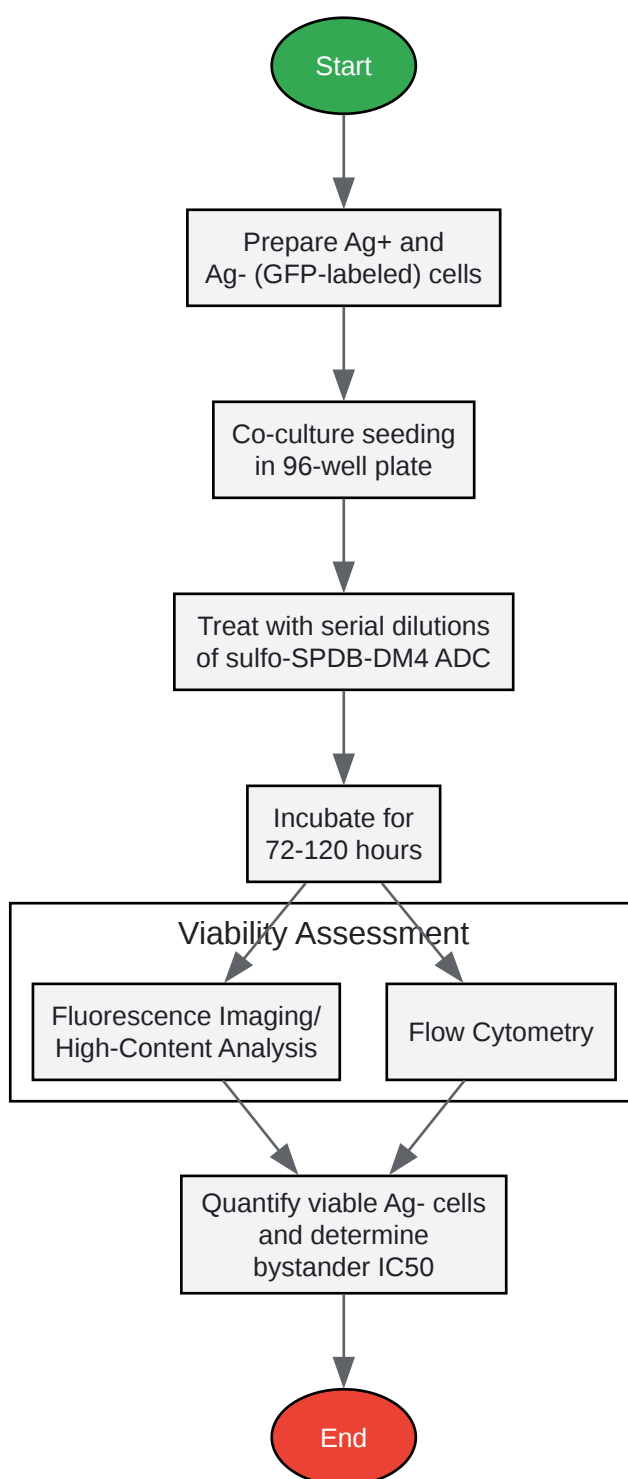 Start
Prepare Ag+ and
Ag- (GFP-labeled) cells
Co-culture seeding
in 96-well plate
Treat with serial dilutions
of sulfo-SPDB-DM4 ADC
Incubate for
72-120 hours
Viability Assessment
Fluorescence Imaging/
High-Content Analysis
Flow Cytometry
Quantify viable Ag- cells
and determine
bystander IC50
End